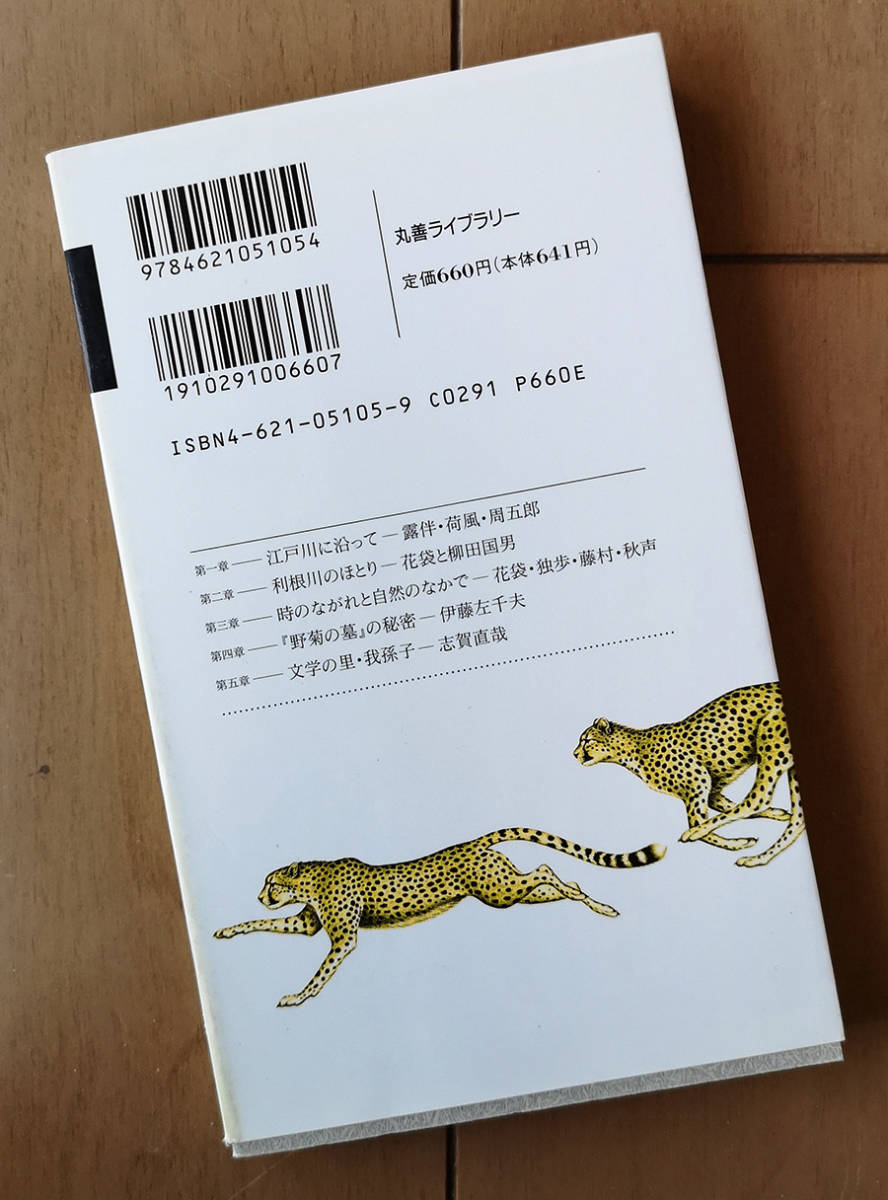 9784621051054
1910291006607
丸善ライブラリー
定価660円(本体641円)
ISBN4-621-05105-9 C0291 P660E
第一章——江戸川に沿って—露伴・荷風・周五郎
第二章——利根川のほとり—花袋と柳田国男
第三章——時のながれと自然のなかで—花袋・独歩・藤村・秋声
第四章——『野菊の墓』の秘密—伊藤左千夫
第五章——文学の里・我孫子—志賀直哉